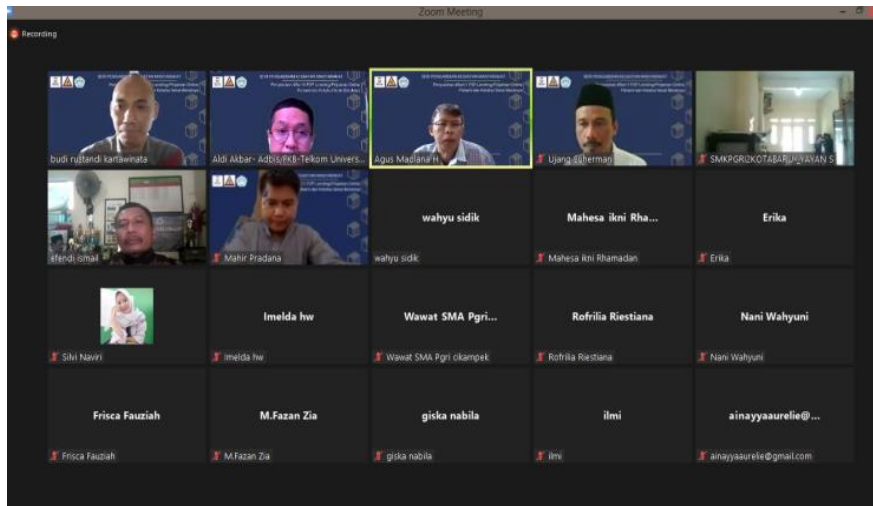 Zoom Meeting
Recording
budi rustandi kartawinata
Aldi Akbar- Adbis/FKB-Telkom Univers...
Agus Maolana H
Ujang Suherman
SMKPGRI2KOTABARU_YAYAN S
efendi ismail
Mahir Pradana
wahyu sidik
wahyu sidik
Mahesa ikni Rha...
Mahesa ikni Rhamadan
Erika
Erika
Silvi Naviri
Imelda hw
Imelda hw
Wawat SMA Pgri...
Wawat SMA Pgri cikampek
Rofrilia Riestiana
Rofrilia Riestiana
Nani Wahyuni
Nani Wahyuni
Frisca Fauziah
Frisca Fauziah
M.Fazan Zia
M.Fazan Zia
giska nabila
giska nabila
ilmi
ilmi
ainayyaaurelie@...
ainayyaaurelie@gmail.com